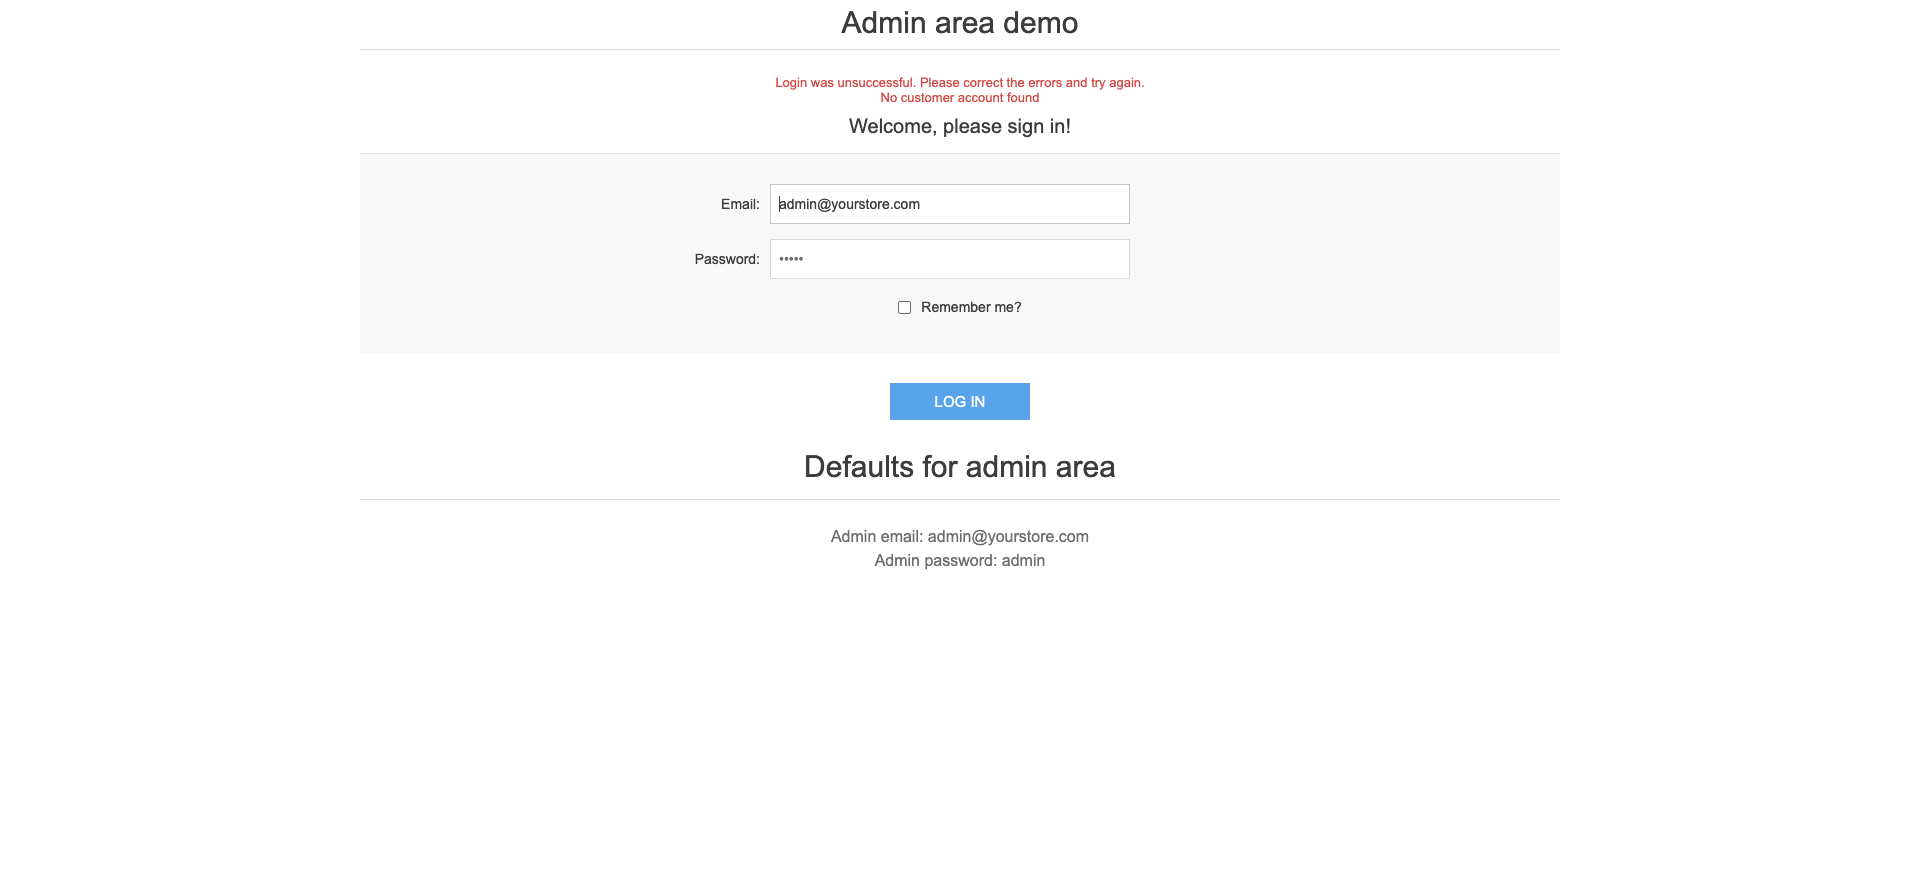 Admin area demo
Login was unsuccessful. Please correct the errors and try again.
No customer account found
Welcome, please sign in!
Email: admin@yourstore.com
Password: •••••
Remember me?
LOG IN
Defaults for admin area
Admin email: admin@yourstore.com
Admin password: admin